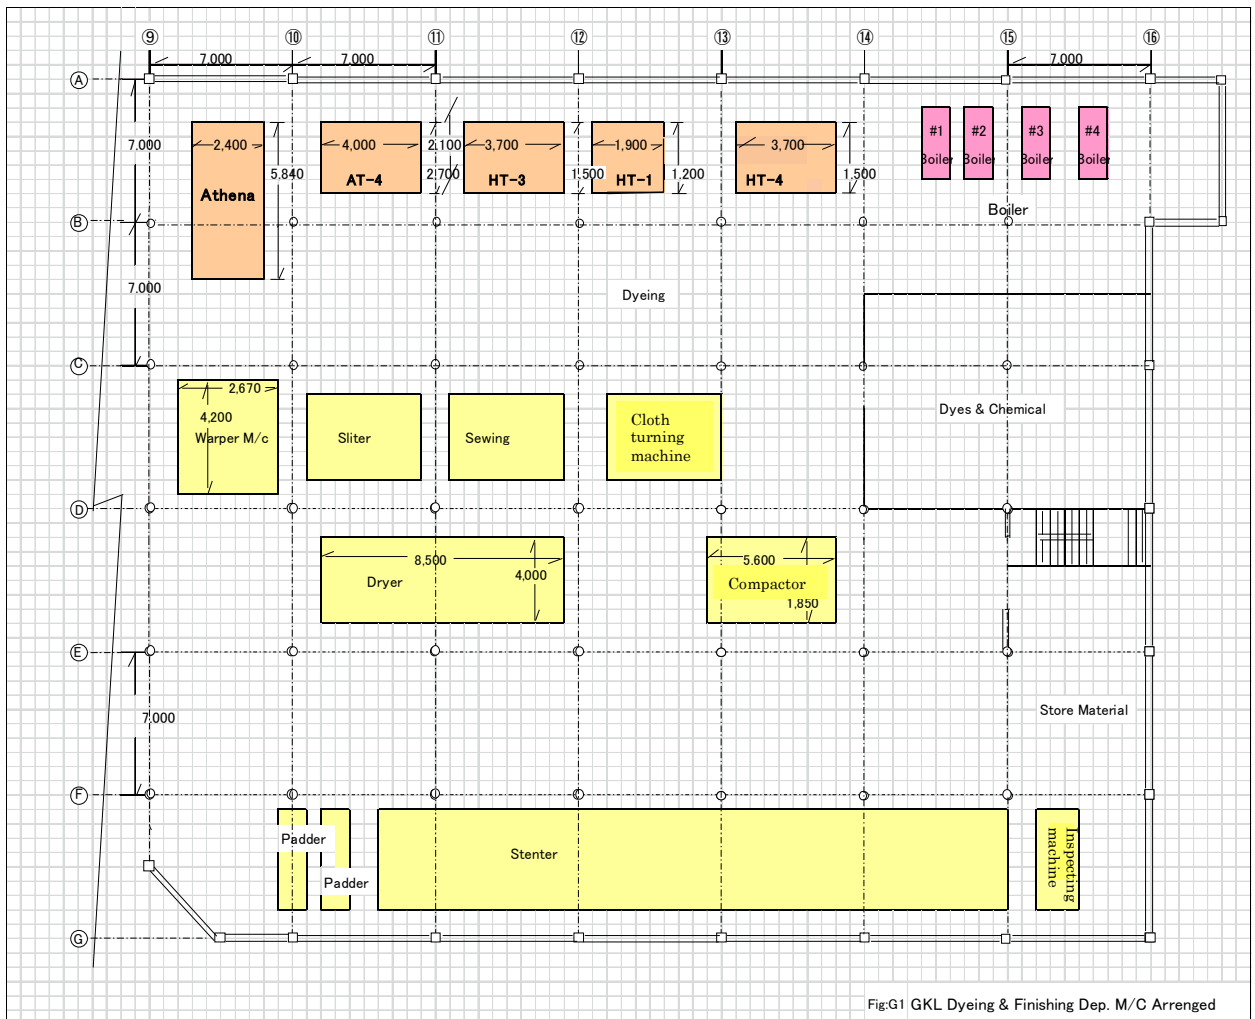 ⑨ ⑩ ⑪ ⑫ ⑬ ⑭ ⑮ ⑯
7.000 7.000 7.000
Ⓐ
#1 #2 #3 #4
7.000 2,400 4,000 2,100 3,700 1,900 3,700
Boiler Boiler Boiler Boiler
5.840 AT-4 2.700 HT-3 1.500 HT-1 1,200 HT-4 1,500
Athena
Boiler
Ⓑ
7.000
Dyeing
Ⓒ
2,670
4,200
Warper M/c Sliter Sewing
Cloth
turning
machine
Dyes & Chemical
Ⓓ
8,500 5.600
4,000
Dryer Compactor
1,850
Ⓔ
7.000
Store Material
Ⓕ
Padder
Stenter
Padder
Inspecting
machine
Ⓖ
Fig:G1 GKL Dyeing & Finishing Dep. M/C Arrenged